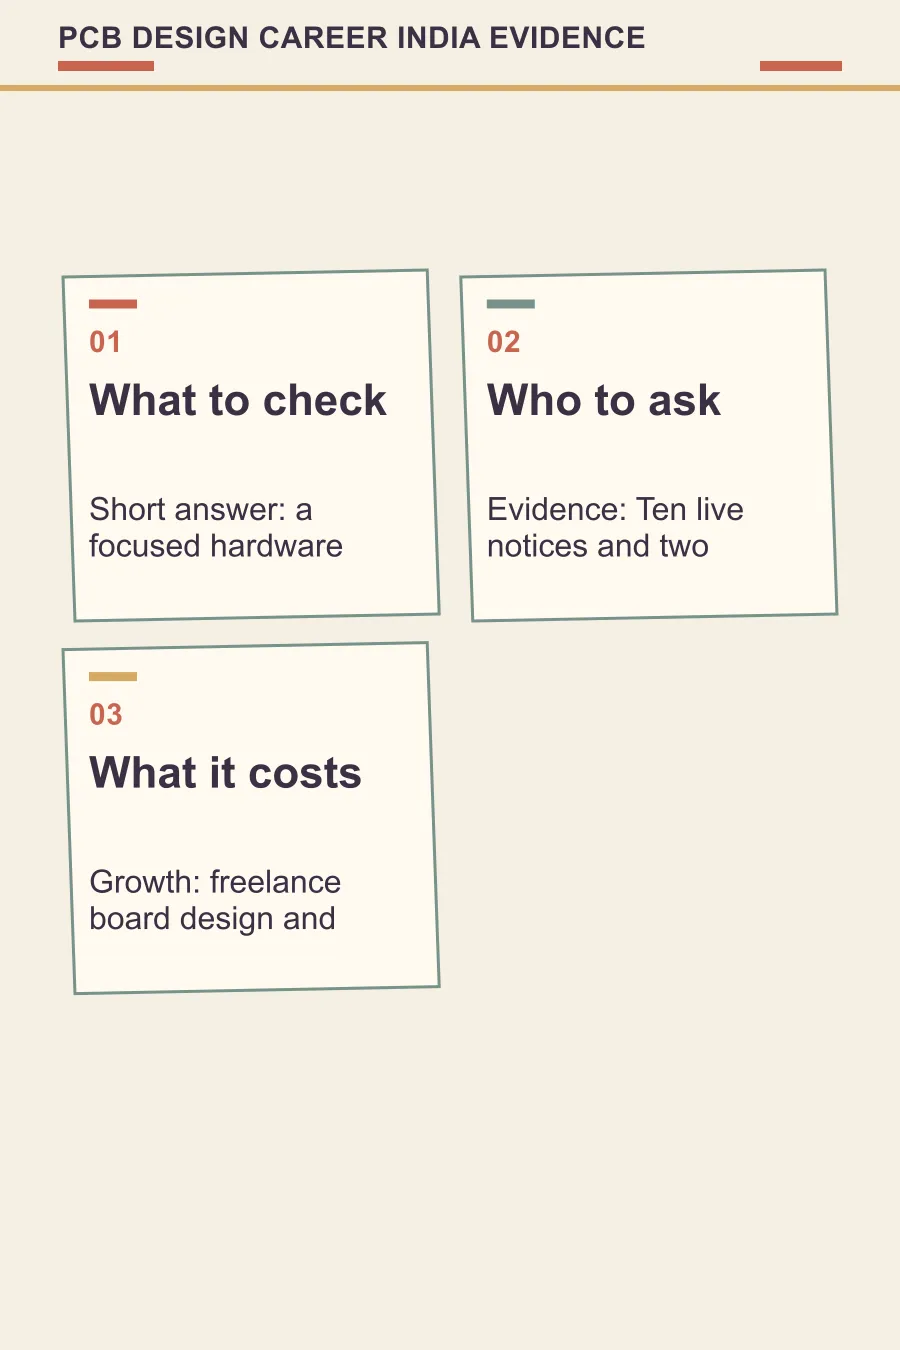 PCB DESIGN CAREER INDIA EVIDENCE
01
What to check
Short answer: a
focused hardware
02
Who to ask
Evidence: Ten live
notices and two
03
What it costs
Growth: freelance
board design and